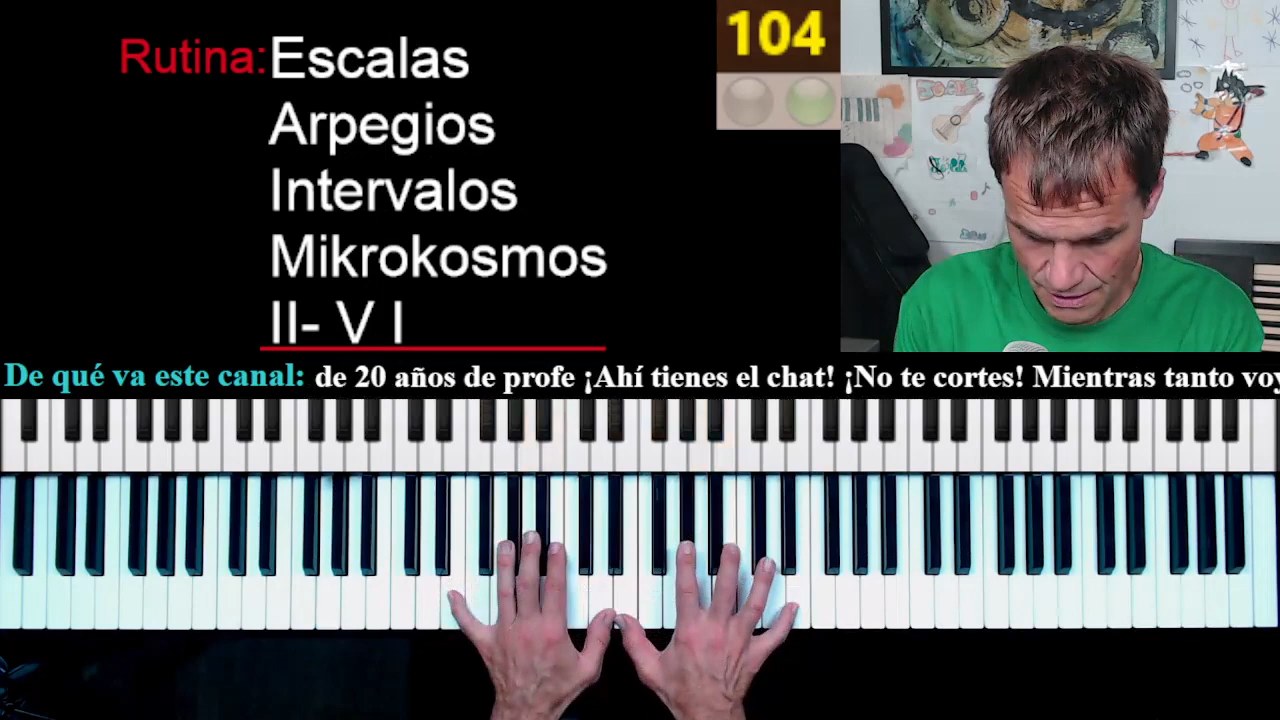 Rutina: Escalas
Arpegios
Intervalos
Mikrokosmos
II- V I
104
De qué va este canal: de 20 años de profe ¡Ahí tienes el chat! ¡No te cortes! Mientras tanto voy